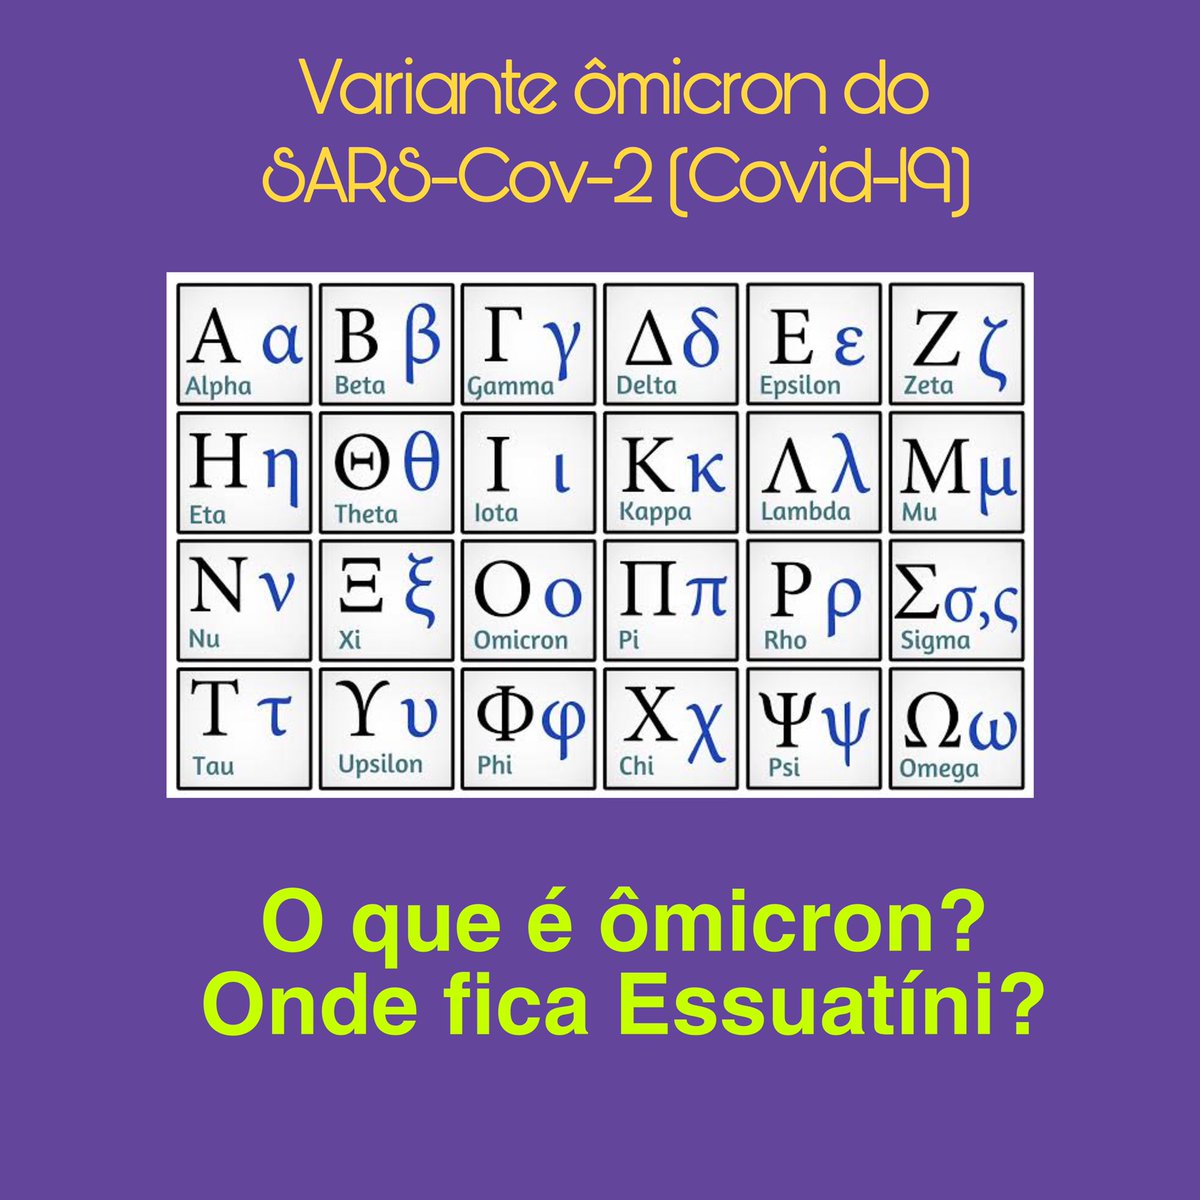 Variante ômicron do
SARS-Cov-2 (Covid-19)
Α α Β β Γ γ Δ δ Ε ε Ζ ζ
Alpha Beta Gamma Delta Epsilon Zeta
Η η Θ θ Ι ι Κ κ Λ λ Μ μ
Eta Theta Iota Kappa Lambda Mu
Ν ν Ξ ξ Ο ο Π π Ρ ρ Σ σ,ς
Nu Xi Omicron Pi Rho Sigma
Τ τ Υ υ Φ φ Χ χ Ψ ψ Ω ω
Tau Upsilon Phi Chi Psi Omega
O que é ômicron?
Onde fica Essuatíni?